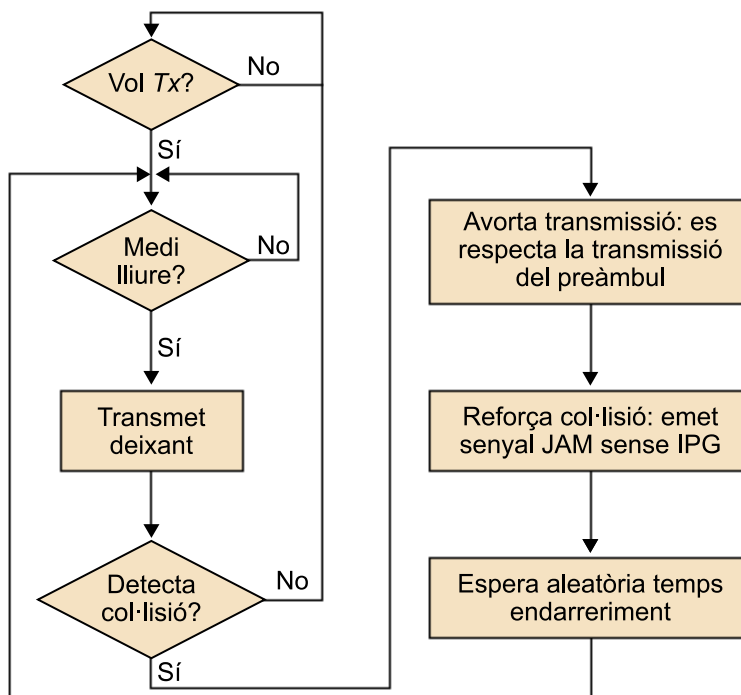 Vol Tx?
No
Sí
Medi
lliure?
No
Sí
Transmet
deixant
Detecta
col·lisió?
No
Sí
Avorta transmissió: es
respecta la transmissió
del preàmbul
Reforça col·lisió: emet
senyal JAM sense IPG
Espera aleatòria temps
endarreriment